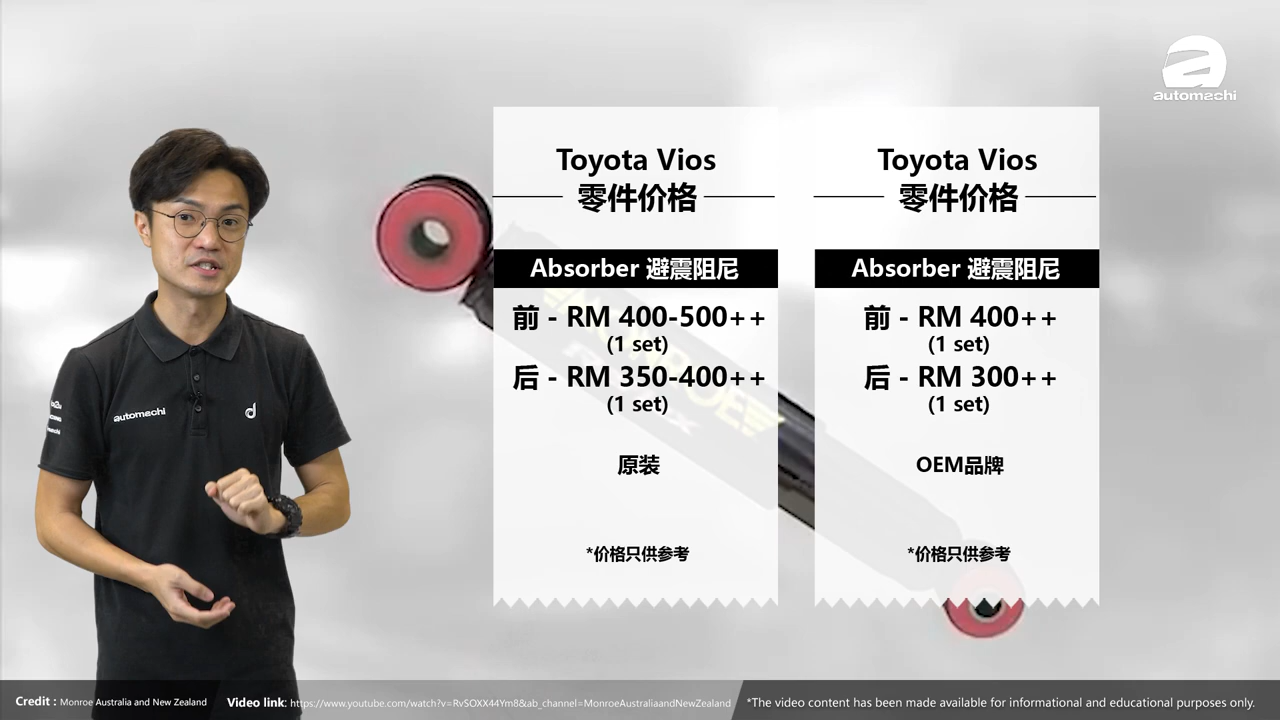 automachi
Toyota Vios
零件价格
Absorber 避震阻尼
前 - RM 400-500++
(1 set)
后 - RM 350-400++
(1 set)
原装
*价格只供参考
Toyota Vios
零件价格
Absorber 避震阻尼
前 - RM 400++
(1 set)
后 - RM 300++
(1 set)
OEM品牌
*价格只供参考
automachi
MONROE
Credit : Monroe Australia and New Zealand
Video link: https://www.youtube.com/watch?v=RvSOXX44Ym8&ab_channel=MonroeAustraliaandNewZealand
*The video content has been made available for informational and educational purposes only.